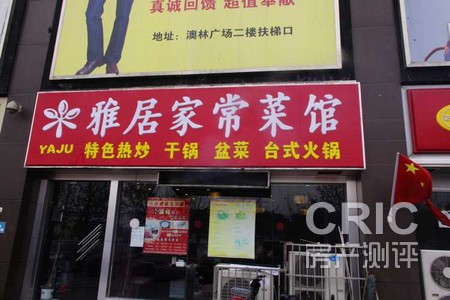 真诚回馈 超值奉献
地址：澳林广场二楼扶梯口
雅居家常菜馆
YAJU 特色热炒 干锅 盆菜 台式火锅
CRIC
房产测评